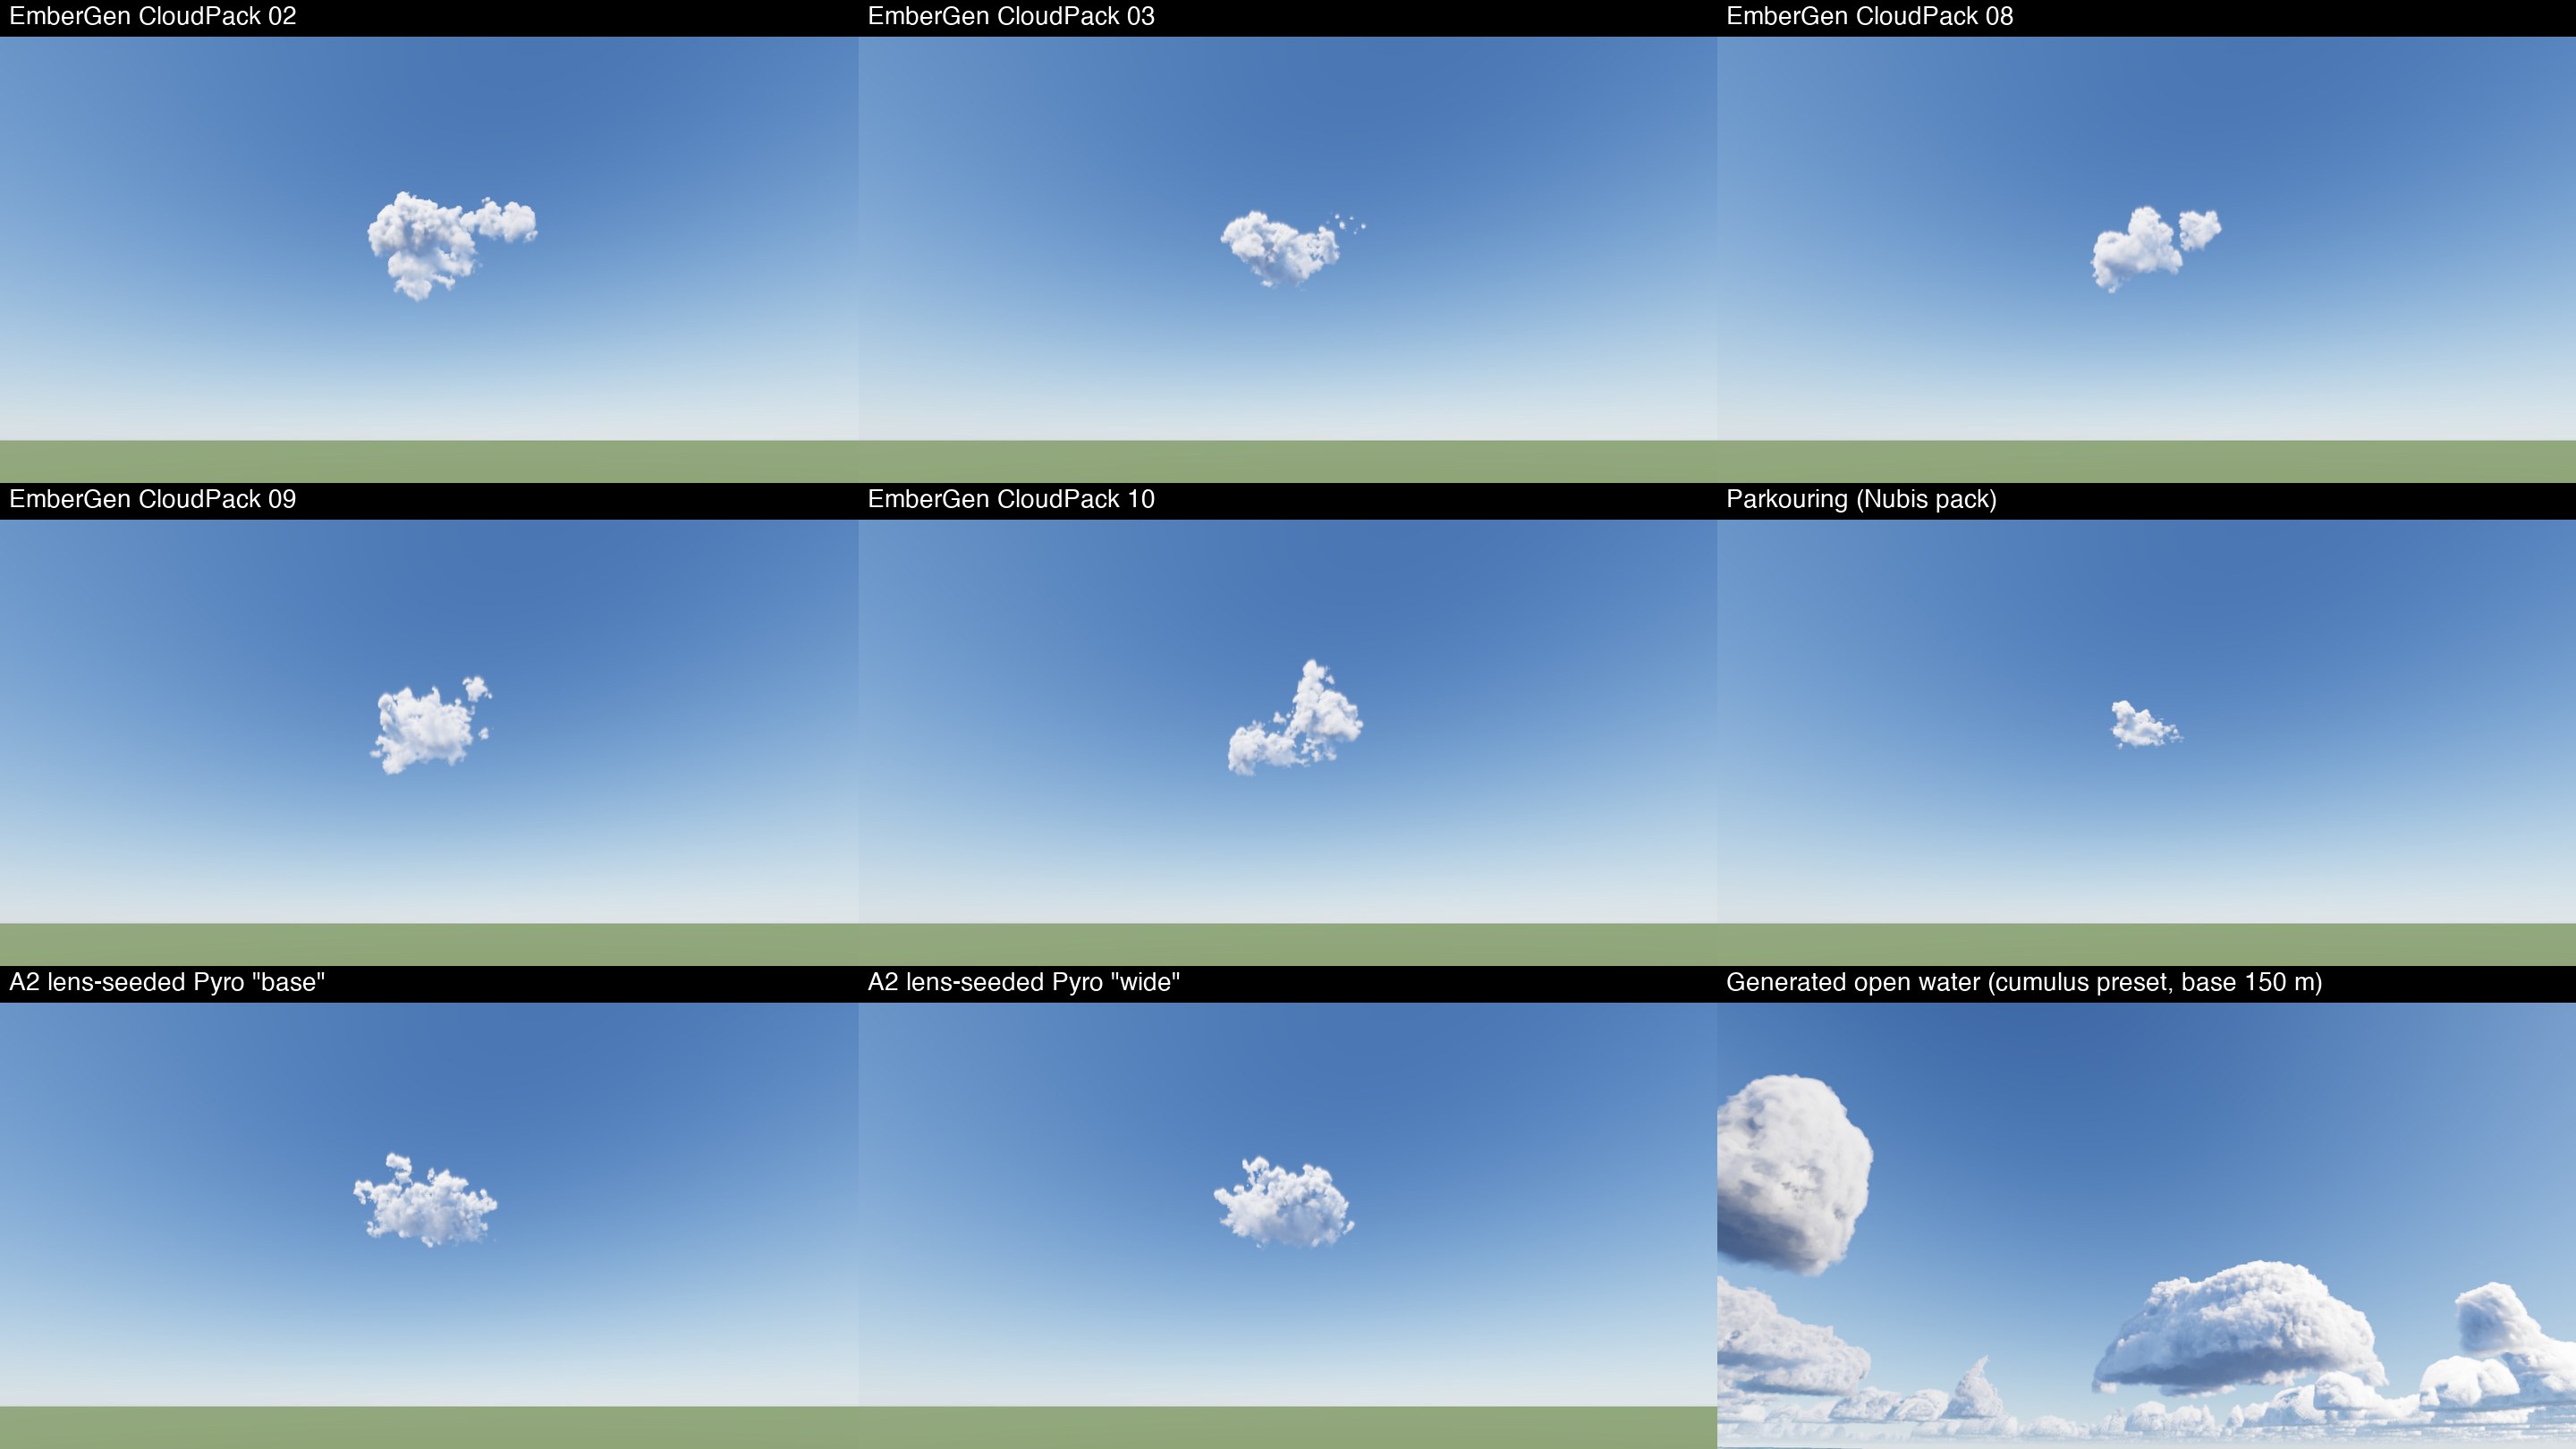 EmberGen CloudPack 02
EmberGen CloudPack 03
EmberGen CloudPack 08
EmberGen CloudPack 09
EmberGen CloudPack 10
Parkouring (Nubis pack)
A2 lens-seeded Pyro "base"
A2 lens-seeded Pyro "wide"
Generated open water (cumulus preset, base 150 m)